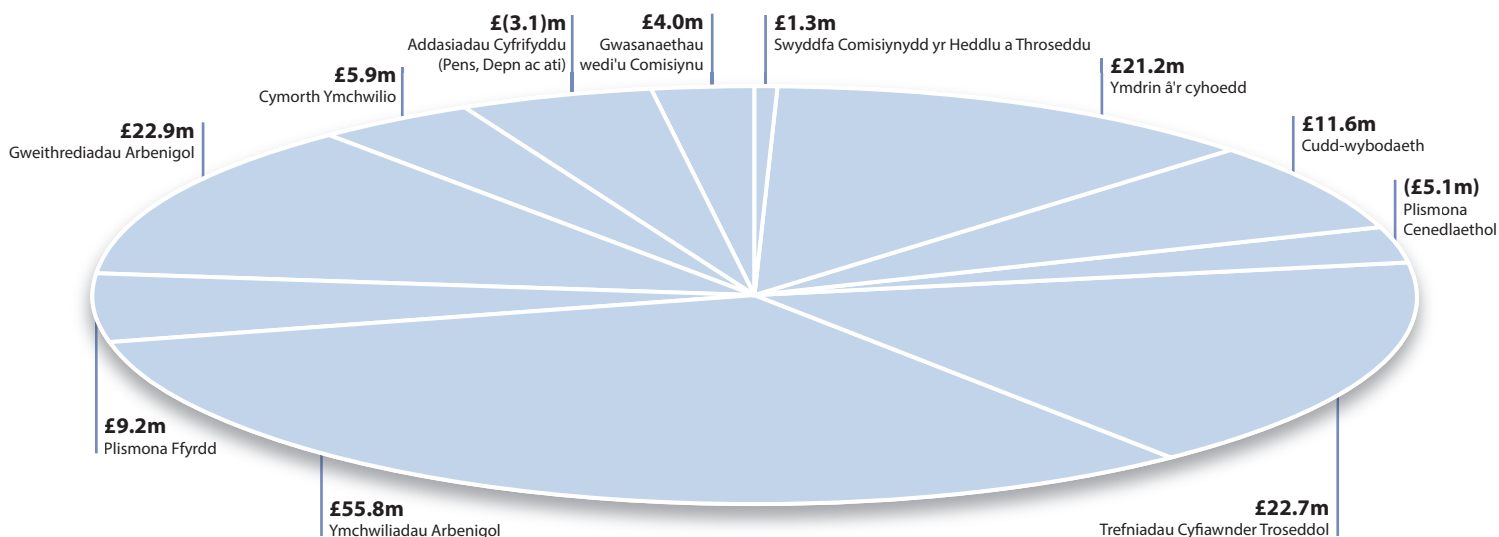 £(3.1)m
Addasiadau Cyfrifyddu
(Pens, Depn ac ati)
£4.0m
Gwasanaethau
wedi'u Comisiynu
£1.3m
Swyddfa Comisiynydd yr Heddlu a Throseddu
£21.2m
Ymdrin â'r cyhoedd
£5.9m
Cymorth Ymchwilio
£22.9m
Gweithrediadau Arbenigol
£11.6m
Cudd-wybodaeth
(£5.1m)
Plismona
Cenedlaethol
£9.2m
Plismona Ffyrdd
£55.8m
Ymchwiliadau Arbenigol
£22.7m
Trefniadau Cyfiawnder Troseddol